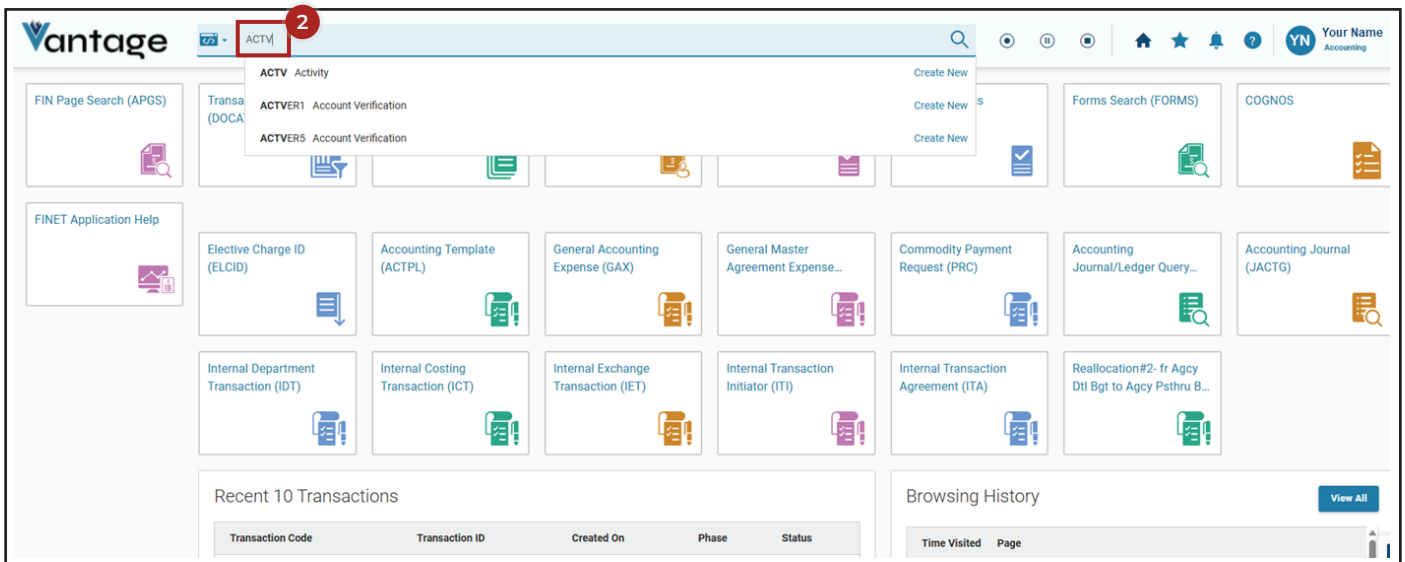 Vantage
ACTV
2
Your Name
YN
Accounting
ACTV Activity Create New
ACTVER1 Account Verification Create New
ACTVER5 Account Verification Create New
FIN Page Search (APGS)
Forms Search (FORMS)
COGNOS
FINET Application Help
Elective Charge ID
(ELCID)
Accounting Template
(ACTPL)
General Accounting
Expense (GAX)
General Master
Agreement Expense...
Commodity Payment
Request (PRC)
Accounting
Journal/Ledger Query...
Accounting Journal
(JACTG)
Internal Department
Transaction (IDT)
Internal Costing
Transaction (ICT)
Internal Exchange
Transaction (IET)
Internal Transaction
Initiator (ITI)
Internal Transaction
Agreement (ITA)
Reallocation#2- fr Agcy
Dtl Bgt to Agcy Psthru B...
Recent 10 Transactions
Transaction Code Transaction ID Created On Phase Status
Browsing History
View All
Time Visited Page